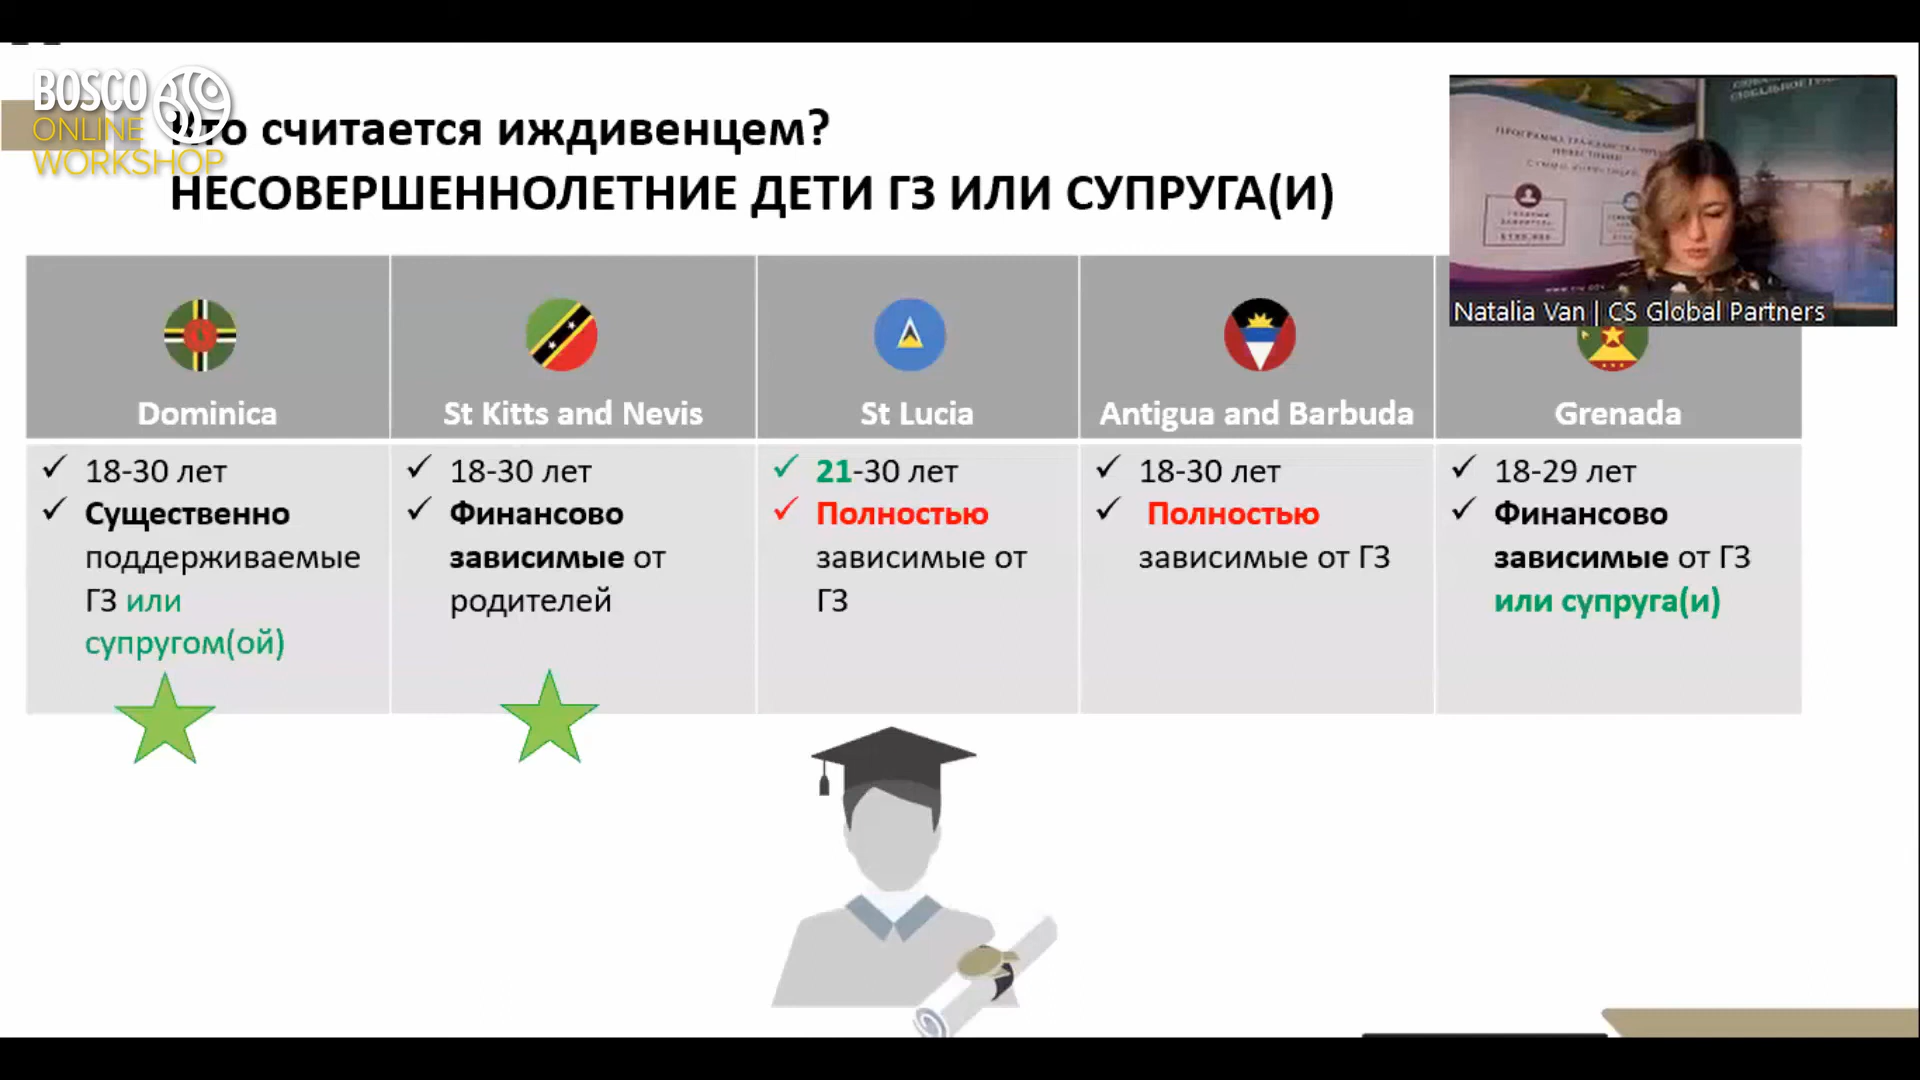 BOSCO
ONLINE
WORKSHOP
Кто считается иждивенцем?
НЕСОВЕРШЕННОЛЕТНИЕ ДЕТИ ГЗ ИЛИ СУПРУГА(И)
Natalia Van | CS Global Partners
Dominica
St Kitts and Nevis
St Lucia
Antigua and Barbuda
Grenada
18-30 лет
Существенно
поддерживаемые
ГЗ или
супругом(ой)
18-30 лет
Финансово
зависимые от
родителей
21-30 лет
Полностью
зависимые от
ГЗ
18-30 лет
Полностью
зависимые от ГЗ
18-29 лет
Финансово
зависимые от ГЗ
или супруга(и)